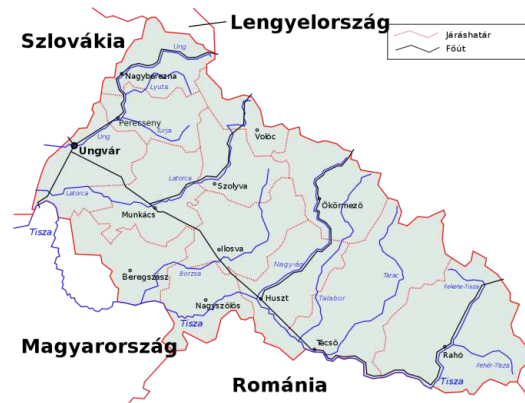 Lengyelország
Szlovákia
Járáshatár
Főút
Ung
Nagyberezna
Lyuta
Perecseny
Turja
Ung
Volóc
Ungvár
Latorca
Szolyva
Latorca
Ökörmező
Munkács
Tisza
Ilosva
Nagy-ág
Beregszász
Borzsa
Talabor
Tarac
Fekete-Tisza
Nagyszőlős
Huszt
Tisza
Técső
Rahó
Magyarország
Fehér-Tisza
Tisza
Románia